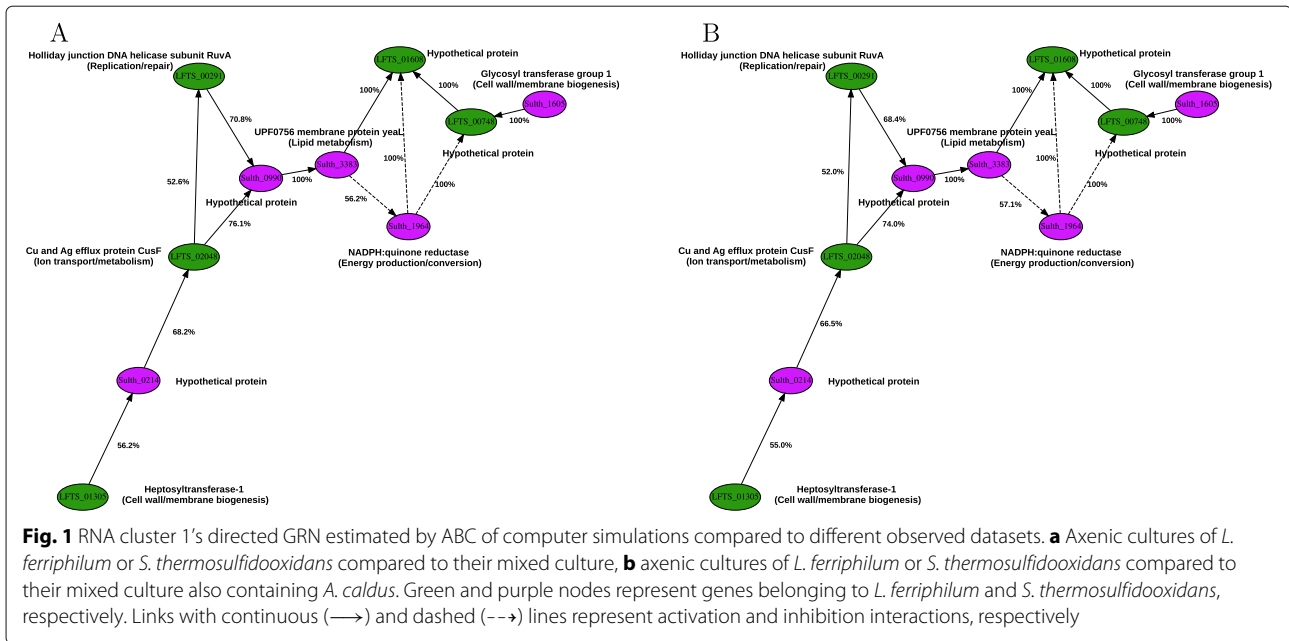 A
Holliday junction DNA helicase subunit RuvA
(Replication/repair)
LFTS_00291
Hypothetical protein
LFTS_01608
Glycosyl transferase group 1
(Cell wall/membrane biogenesis)
Sulth_1605
100%
100%
100%
LFTS_00748
Hypothetical protein
70.8%
UPF0756 membrane protein yeaL
(Lipid metabolism)
Sulth_3383
100%
100%
52.6%
Sulth_0990
100%
56.2%
Hypothetical protein
76.1%
Sulth_1964
NADPH:quinone reductase
(Energy production/conversion)
Cu and Ag efflux protein CusF
(Ion transport/metabolism)
LFTS_02048
68.2%
Sulth_0214
Hypothetical protein
56.2%
LFTS_01305
Heptosyltransferase-1
(Cell wall/membrane biogenesis)
B
Holliday junction DNA helicase subunit RuvA
(Replication/repair)
LFTS_00291
Hypothetical protein
LFTS_01608
Glycosyl transferase group 1
(Cell wall/membrane biogenesis)
Sulth_1605
100%
100%
100%
LFTS_00748
Hypothetical protein
68.4%
UPF0756 membrane protein yeaL
(Lipid metabolism)
Sulth_3383
100%
100%
52.0%
Sulth_0990
100%
57.1%
Hypothetical protein
74.0%
Sulth_1964
NADPH:quinone reductase
(Energy production/conversion)
Cu and Ag efflux protein CusF
(Ion transport/metabolism)
LFTS_02048
66.5%
Sulth_0214
Hypothetical protein
55.0%
LFTS_01305
Heptosyltransferase-1
(Cell wall/membrane biogenesis)
Fig. 1 RNA cluster 1's directed GRN estimated by ABC of computer simulations compared to different observed datasets. a Axenic cultures of L.
ferriphilum or S. thermosulfidooxidans compared to their mixed culture, b axenic cultures of L. ferriphilum or S. thermosulfidooxidans compared to
their mixed culture also containing A. caldus. Green and purple nodes represent genes belonging to L. ferriphilum and S. thermosulfidooxidans,
respectively. Links with continuous (⟶) and dashed (--➔) lines represent activation and inhibition interactions, respectively